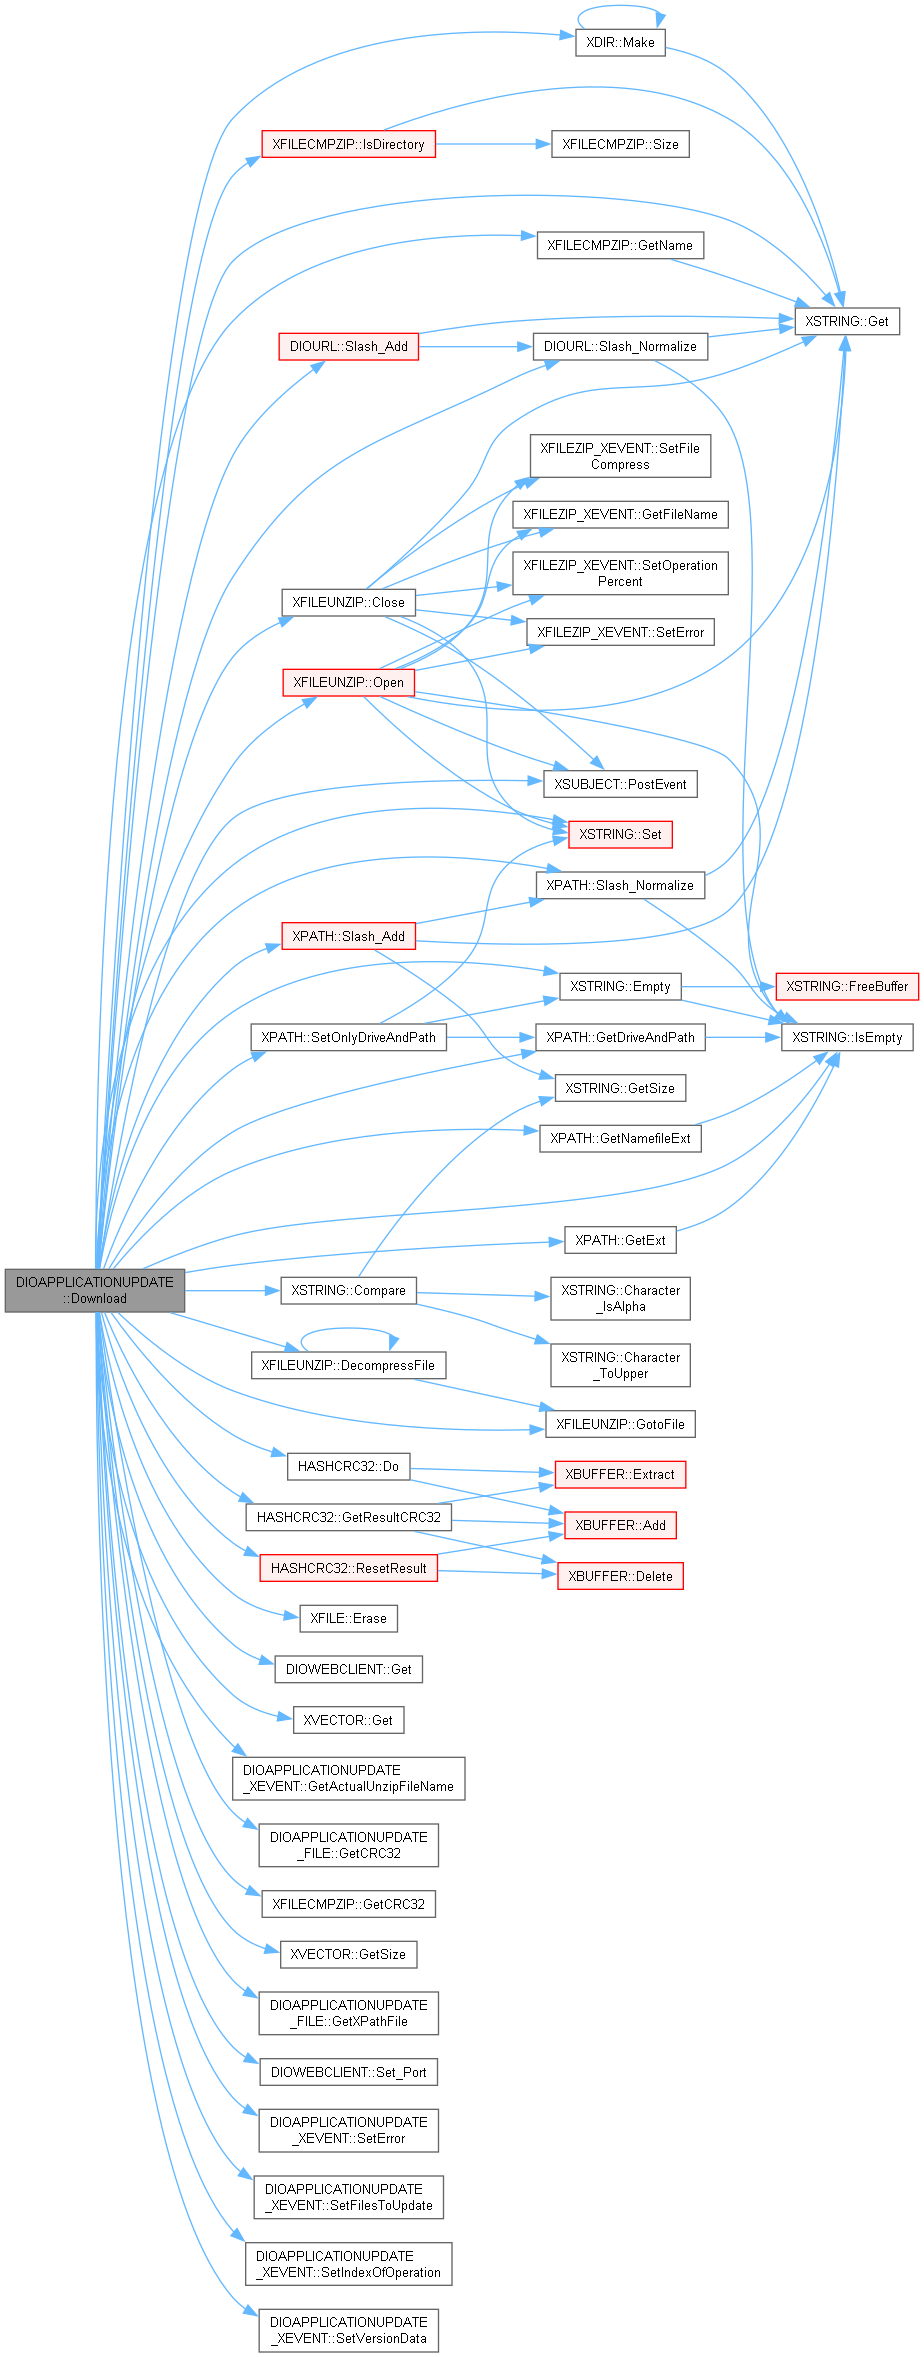 XDIR::Make
XFILECMPZIP::IsDirectory
XFILECMPZIP::Size
XFILECMPZIP::GetName
XSTRING::Get
DIOURL::Slash_Add
DIOURL::Slash_Normalize
XFILEZIP_XEVENT::SetFile
Compress
XFILEZIP_XEVENT::GetFileName
XFILEZIP_XEVENT::SetOperation
Percent
XFILEUNZIP::Close
XFILEZIP_XEVENT::SetError
XFILEUNZIP::Open
XSUBJECT::PostEvent
XSTRING::Set
XPATH::Slash_Normalize
XPATH::Slash_Add
XSTRING::Empty
XSTRING::FreeBuffer
XPATH::SetOnlyDriveAndPath
XPATH::GetDriveAndPath
XSTRING::IsEmpty
XSTRING::GetSize
XPATH::GetNamefileExt
XPATH::GetExt
DIOAPPLICATIONUPDATE
::Download
XSTRING::Compare
XSTRING::Character
_IsAlpha
XSTRING::Character
_ToUpper
XFILEUNZIP::DecompressFile
XFILEUNZIP::GotoFile
HASHCRC32::Do
XBUFFER::Extract
HASHCRC32::GetResultCRC32
XBUFFER::Add
HASHCRC32::ResetResult
XBUFFER::Delete
XFILE::Erase
DIOWEBCLIENT::Get
XVECTOR::Get
DIOAPPLICATIONUPDATE
_XEVENT::GetActualUnzipFileName
DIOAPPLICATIONUPDATE
_FILE::GetCRC32
XFILECMPZIP::GetCRC32
XVECTOR::GetSize
DIOAPPLICATIONUPDATE
_FILE::GetXPathFile
DIOWEBCLIENT::Set_Port
DIOAPPLICATIONUPDATE
_XEVENT::SetError
DIOAPPLICATIONUPDATE
_XEVENT::SetFilesToUpdate
DIOAPPLICATIONUPDATE
_XEVENT::SetIndexOfOperation
DIOAPPLICATIONUPDATE
_XEVENT::SetVersionData